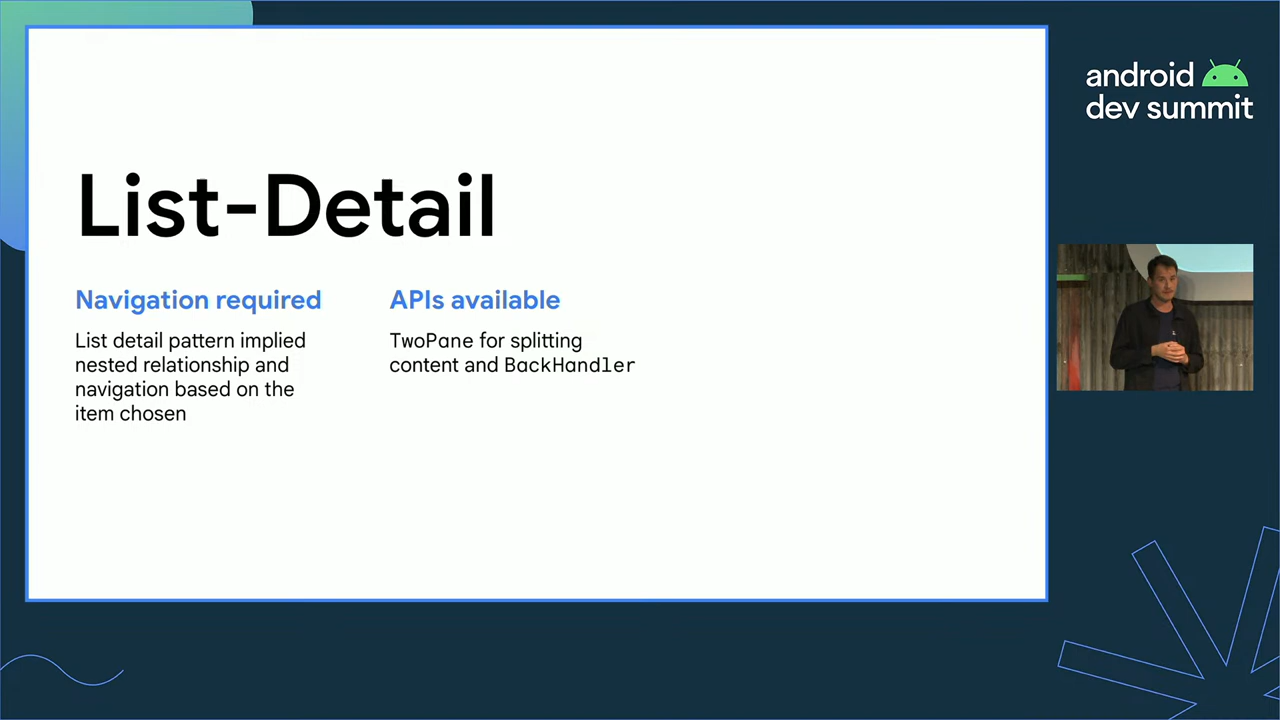 List-Detail
Navigation required
List detail pattern implied
nested relationship and
navigation based on the
item chosen
APIs available
TwoPane for splitting
content and BackHandler
android
dev summit